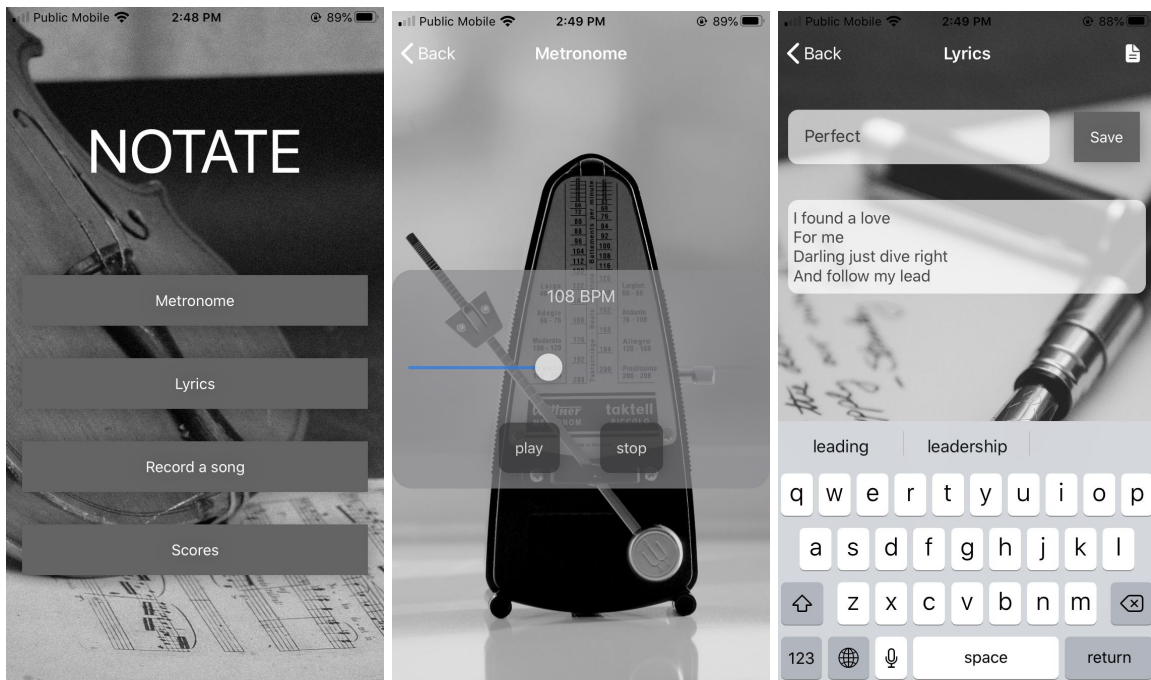 Public Mobile 2:48 PM 89%
NOTATE
Metronome
Lyrics
Record a song
Scores
Public Mobile 2:49 PM 89%
Back Metronome
108 BPM
play stop
taktell
PICCOLO
Public Mobile 2:49 PM 88%
Back Lyrics
Perfect Save
I found a love
For me
Darling just dive right
And follow my lead
leading leadership
q w e r t y u i o p
a s d f g h j k l
z x c v b n m
123 space return